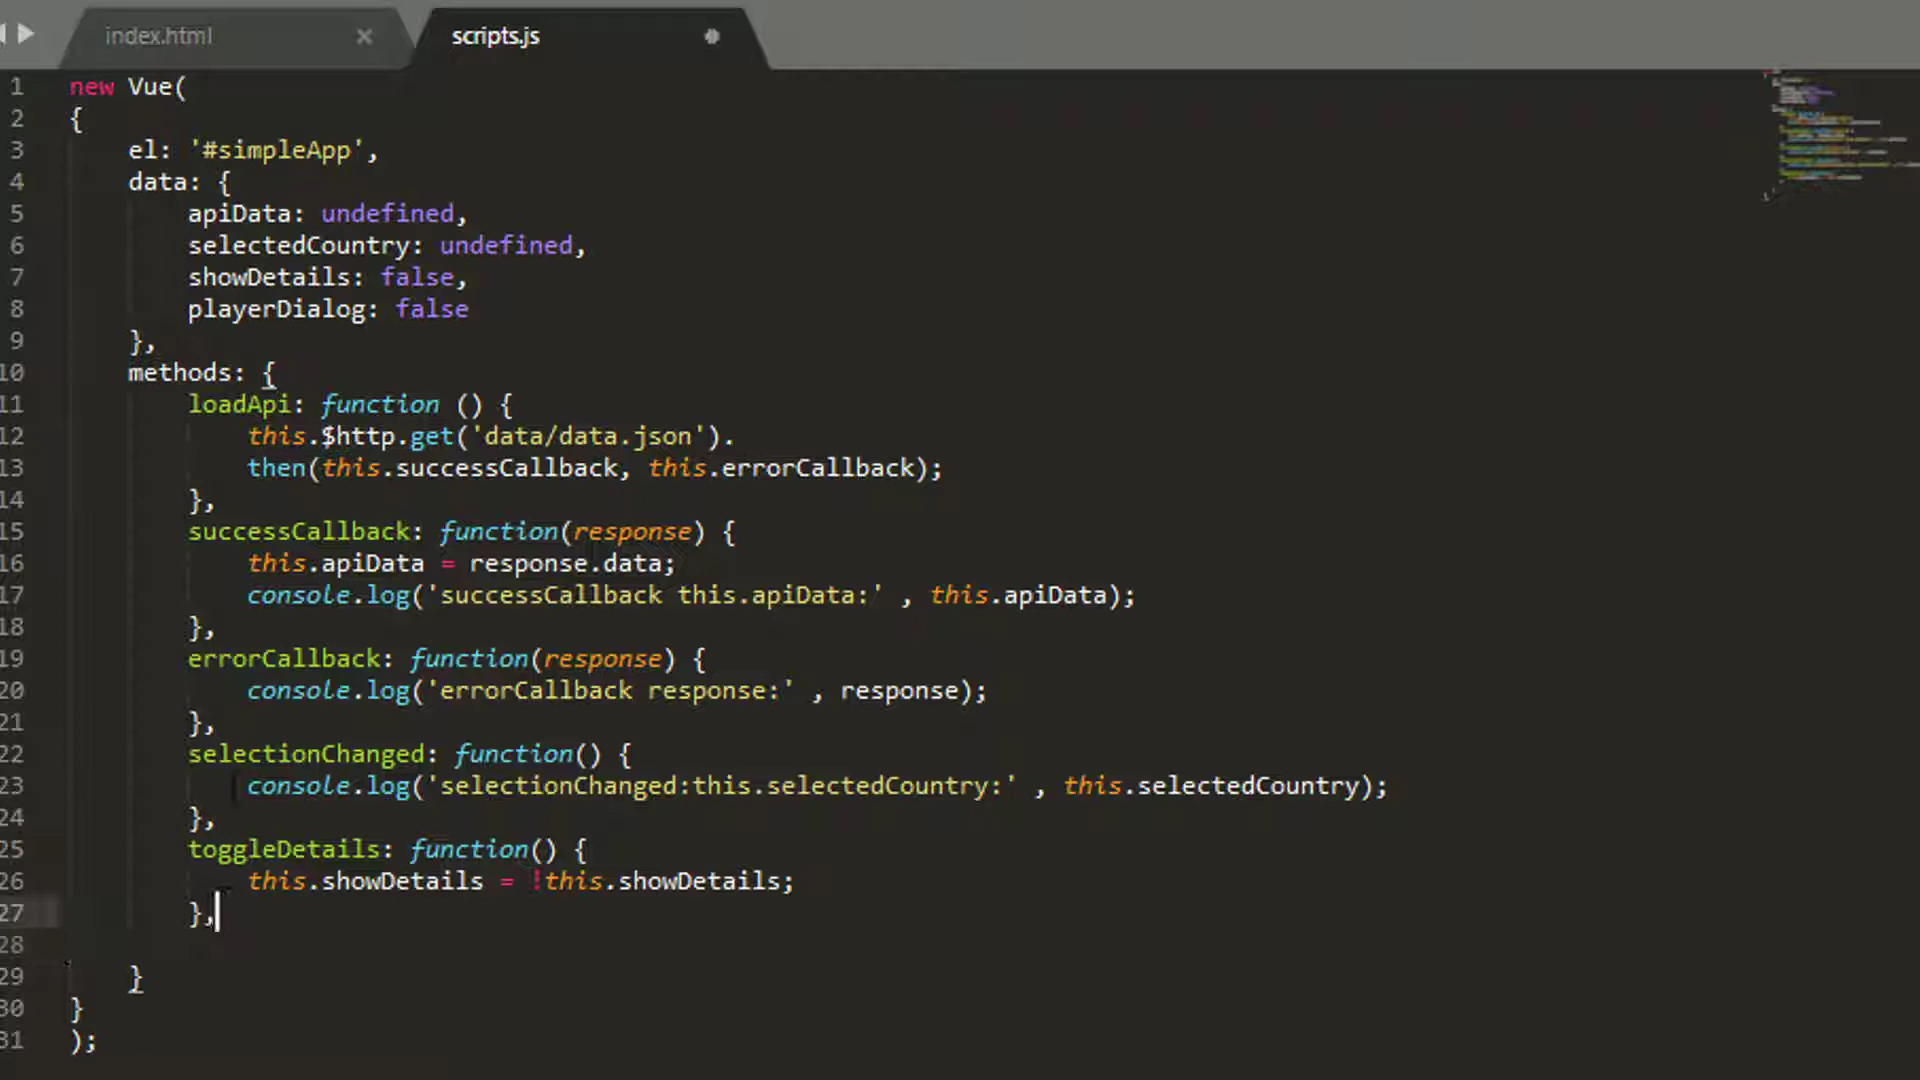 index.html × scripts.js
1 new Vue(
2 {
3 el: '#simpleApp',
4 data: {
5 apiData: undefined,
6 selectedCountry: undefined,
7 showDetails: false,
8 playerDialog: false
9 },
10 methods: {
11 loadApi: function () {
12 this.$http.get('data/data.json').
13 then(this.successCallback, this.errorCallback);
14 },
15 successCallback: function(response) {
16 this.apiData = response.data;
17 console.log('successCallback this.apiData:' , this.apiData);
18 },
19 errorCallback: function(response) {
20 console.log('errorCallback response:' , response);
21 },
22 selectionChanged: function() {
23 console.log('selectionChanged:this.selectedCountry:' , this.selectedCountry);
24 },
25 toggleDetails: function() {
26 this.showDetails = !this.showDetails;
27 },
28
29 }
30 }
31 );